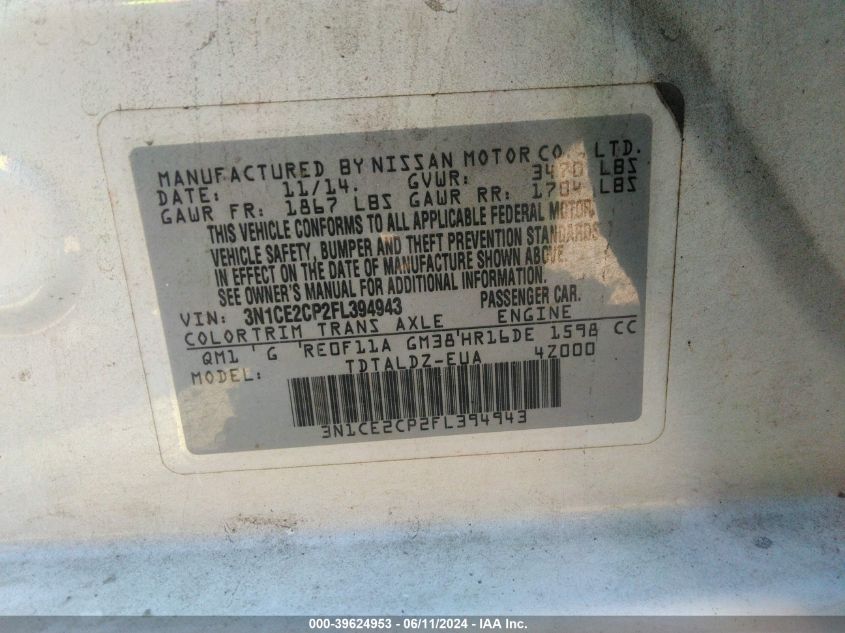 MANUFACTURED BY NISSAN MOTOR CO., LTD.
DATE: 11/14. GVWR: 3470 LBS
GAWR FR: 1867 LBS GAWR RR: 1704 LBS
THIS VEHICLE CONFORMS TO ALL APPLICABLE FEDERAL MOTOR
VEHICLE SAFETY, BUMPER AND THEFT PREVENTION STANDARDS
IN EFFECT ON THE DATE OF MANUFACTURE SHOWN ABOVE.
SEE OWNER'S MANUAL FOR ADDITIONAL INFORMATION.
VIN: 3N1CE2CP2FL394943 PASSENGER CAR.
COLOR TRIM TRANS AXLE ENGINE
QM1 G RE0F11A GM38 HR16DE 1598 CC
MODEL: TDTALDZ-EUA 4Z000
3N1CE2CP2FL394943
000-39624953 - 06/11/2024 - IAA Inc.